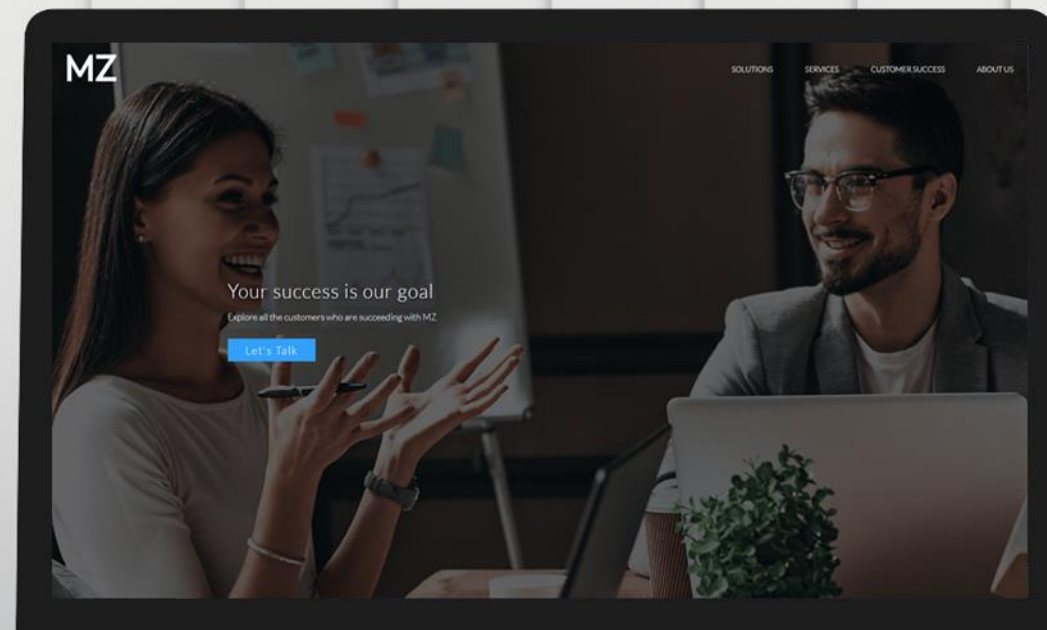 MZ
SOLUTIONS SERVICES CUSTOMER SUCCESS ABOUT US
Your success is our goal
Explore all the customers who are succeeding with MZ
Let's Talk